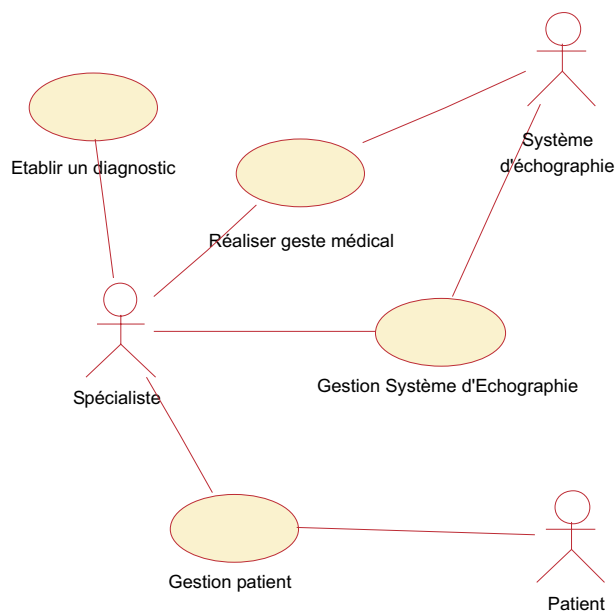 Système
d'échographie
Etablir un diagnostic
Réaliser geste médical
Gestion Système d'Echographie
Spécialiste
Gestion patient
Patient